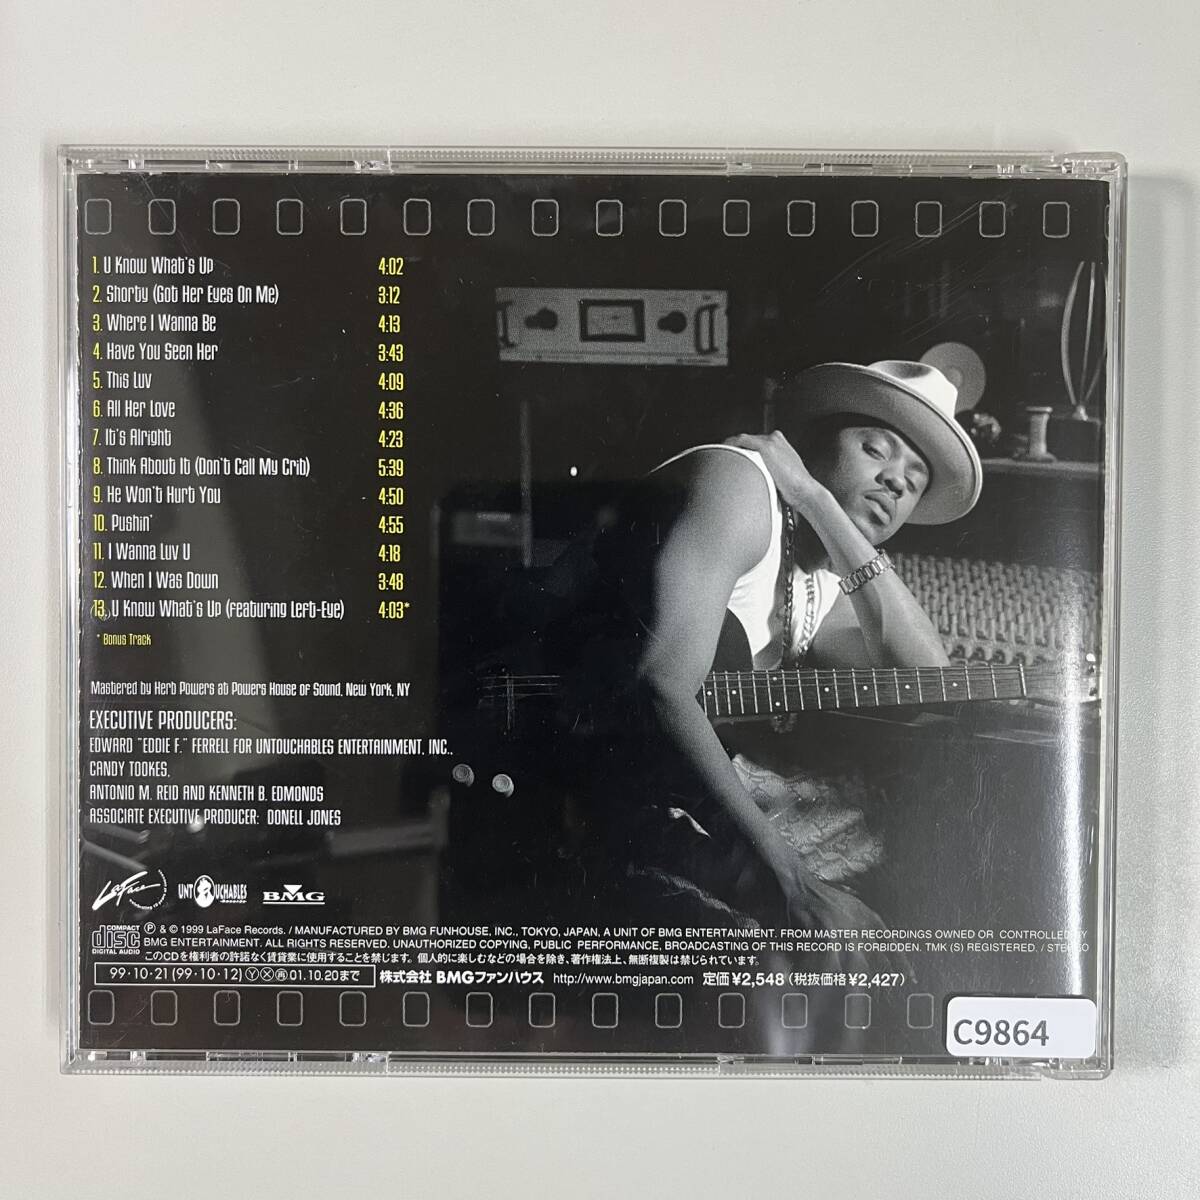 1. U Know What's Up 4:02
2. Shorty (Got Her Eyes On Me) 3:12
3. Where I Wanna Be 4:13
4. Have You Seen Her 3:43
5. This Luv 4:09
6. All Her Love 4:36
7. It's Alright 4:23
8. Think About It (Don't Call My Crib) 5:39
9. He Won't Hurt You 4:50
10. Pushin' 4:55
11. I Wanna Luv U 4:18
12. When I Was Down 3:48
13. U Know What's Up (featuring Left-Eye) 4:03*
* Bonus Track
Mastered by Herb Powers at Powers House of Sound, New York, NY
EXECUTIVE PRODUCERS:
EDWARD "EDDIE F." FERRELL FOR UNTOUCHABLES ENTERTAINMENT, INC.,
CANDY TOOKES,
ANTONIO M. REID AND KENNETH B. EDMONDS
ASSOCIATE EXECUTIVE PRODUCER: DONELL JONES
LaFace UNTOUCHABLES BMG
COMPACT disc DIGITAL AUDIO
Ⓟ & © 1999 LaFace Records. / MANUFACTURED BY BMG FUNHOUSE, INC., TOKYO, JAPAN, A UNIT OF BMG ENTERTAINMENT. FROM MASTER RECORDINGS OWNED OR CONTROLLED BY
BMG ENTERTAINMENT. ALL RIGHTS RESERVED. UNAUTHORIZED COPYING, PUBLIC PERFORMANCE, BROADCASTING OF THIS RECORD IS FORBIDDEN. TMK (S) REGISTERED. / STEREO
このCDを権利者の許諾なく賃貸業に使用することを禁じます。個人的に楽しむなどの場合を除き、著作権法上、無断複製は禁じられています。
99・10・21(99・10・12)Ⓨ Ⓧ 再 01.10.20まで 株式会社 BMGファンハウス http://www.bmgjapan.com 定価¥2,548(税抜価格¥2,427)
C9864